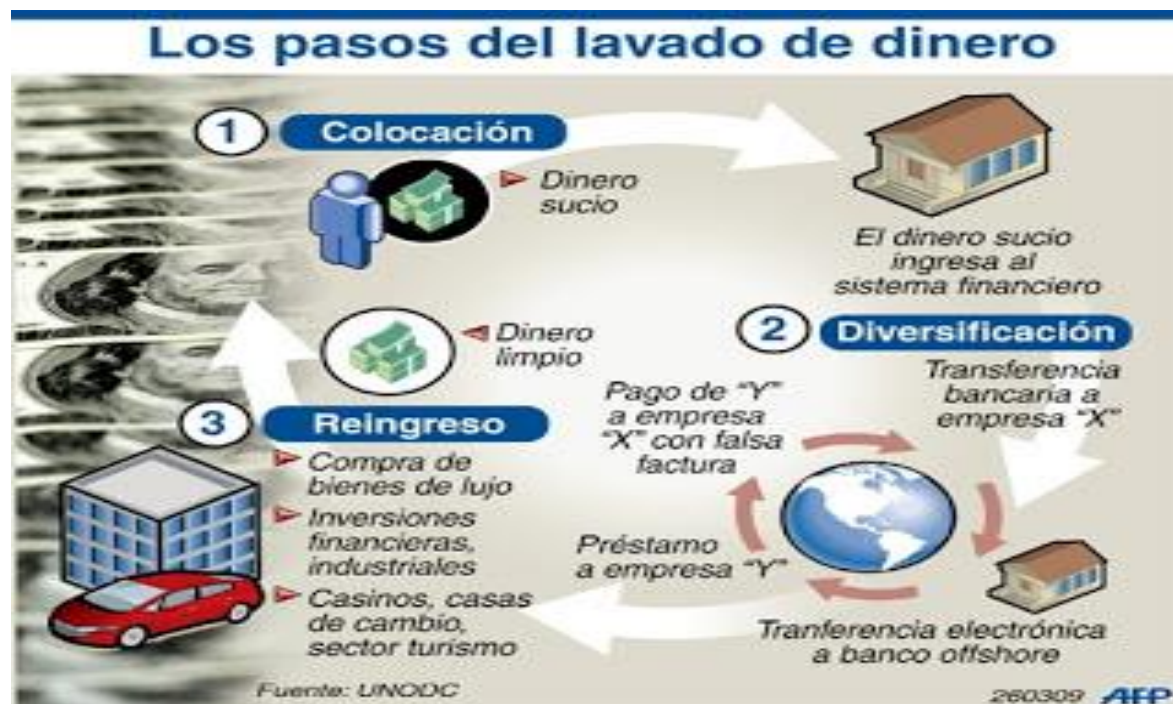 Los pasos del lavado de dinero
1
Colocación
Dinero
sucio
El dinero sucio
ingresa al
sistema financiero
2
Diversificación
Transferencia
bancaria a
empresa "X"
Tranferencia electrónica
a banco offshore
Préstamo
a empresa "Y"
Pago de "Y"
a empresa
"X" con falsa
factura
Dinero
limpio
3
Reingreso
Compra de
bienes de lujo
Inversiones
financieras,
industriales
Casinos, casas
de cambio,
sector turismo
Fuente: UNODC
260309 AFP